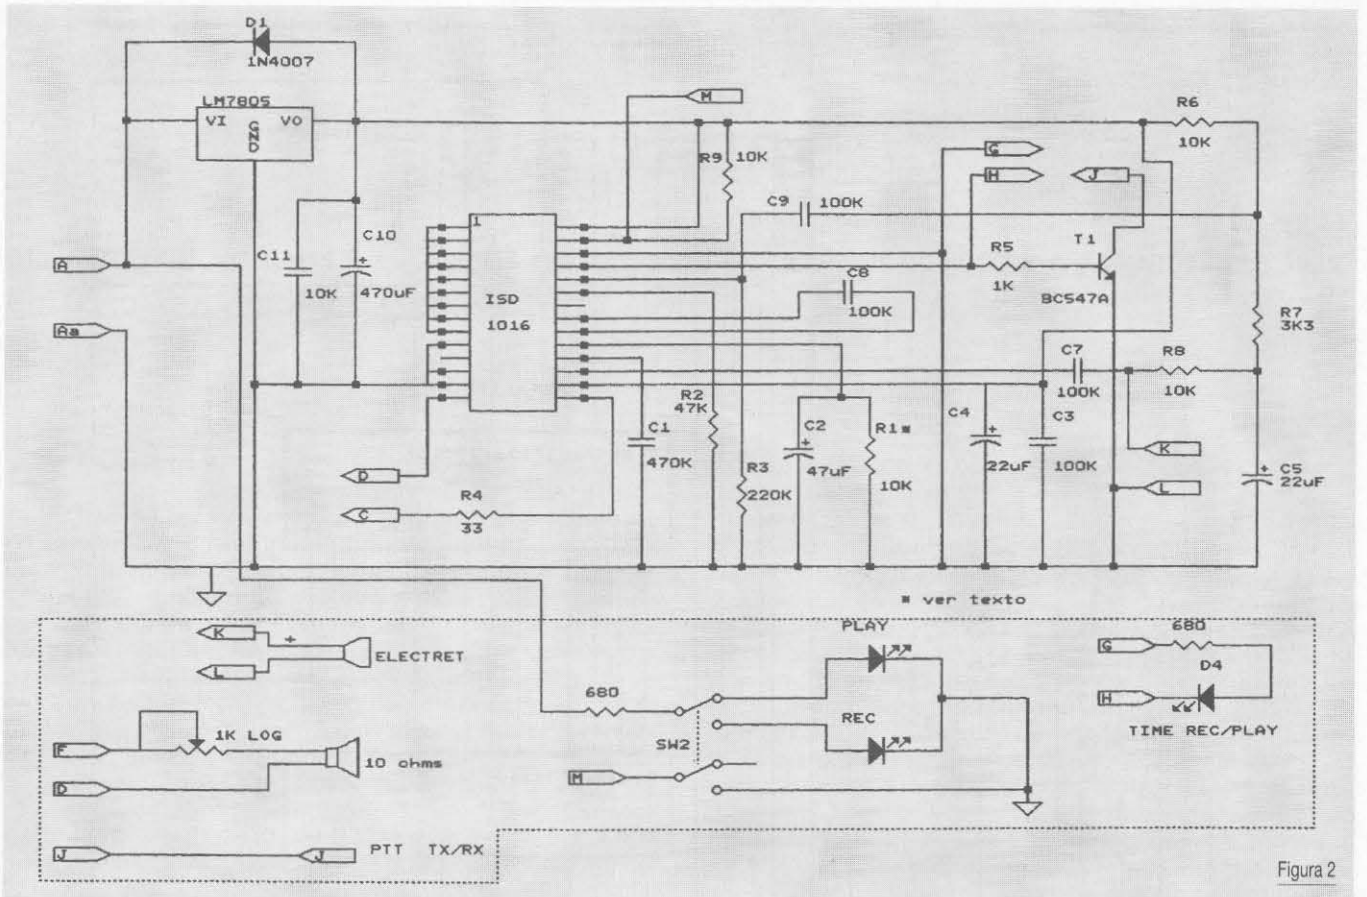 D1
1N4007
LM7805
VI
GND
VO
M
R6
10K
R9
10K
G
H
J
C9
100K
1
T1
C11
10K
C10
+
470uF
A
ISD
1016
C8
100K
R5
1K
BC547A
R7
3K3
Aa
C7
100K
R8
10K
R2
47K
C1
470K
R3
220K
C2
+
47uF
R1*
10K
C4
+
22uF
C3
100K
K
L
+
C5
22uF
D
C
R4
33
* ver texto
K
+
L
ELECTRET
PLAY
680
G
D4
H
TIME REC/PLAY
680
REC
SW2
M
F
1K LOG
10 ohms
D
J
J
PTT TX/RX
Figura 2